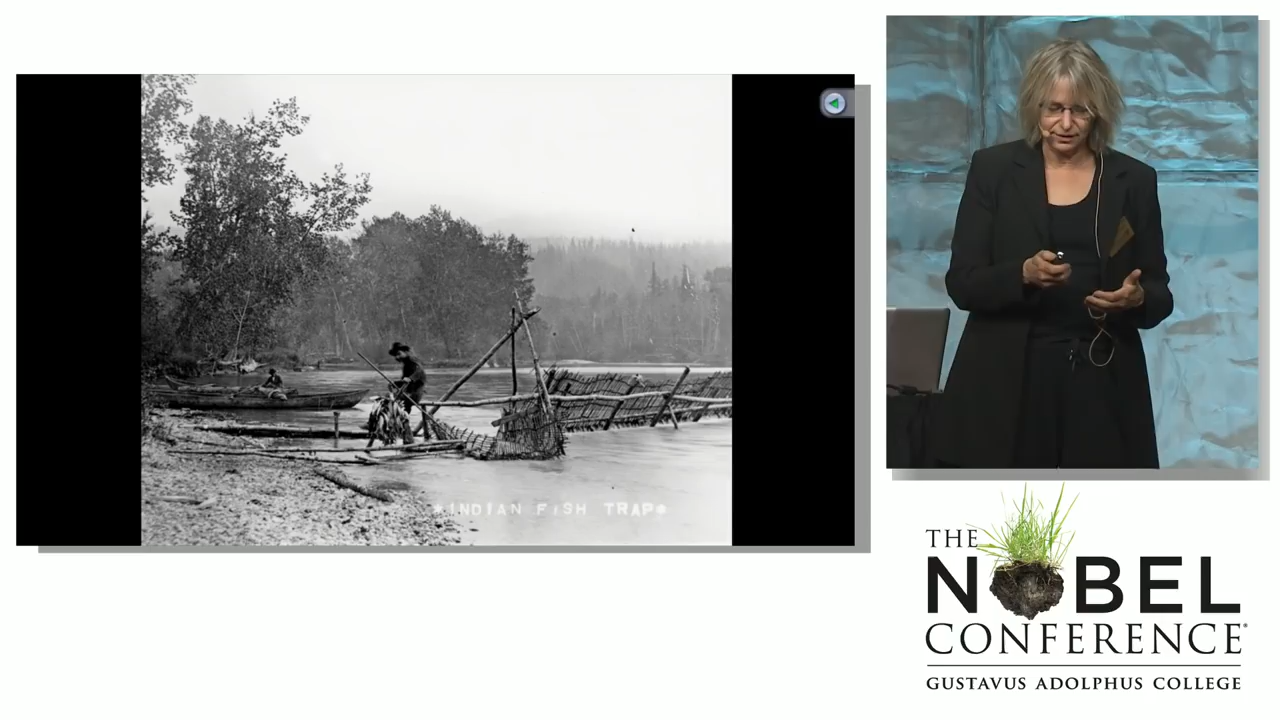 *INDIAN FISH TRAP*
THE
NOBEL
CONFERENCE®
GUSTAVUS ADOLPHUS COLLEGE